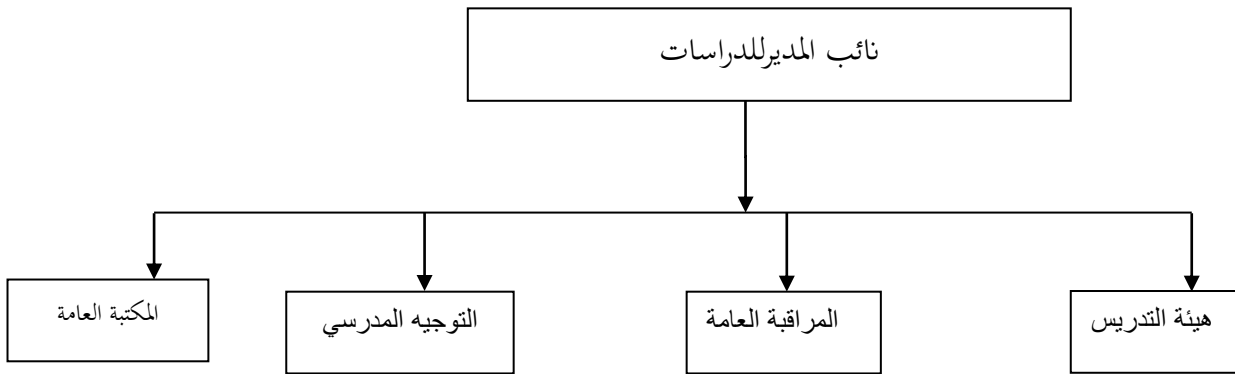 نائب المديرللدراسات
هيئة التدريس
المراقبة العامة
التوجيه المدرسي
المكتبة العامة